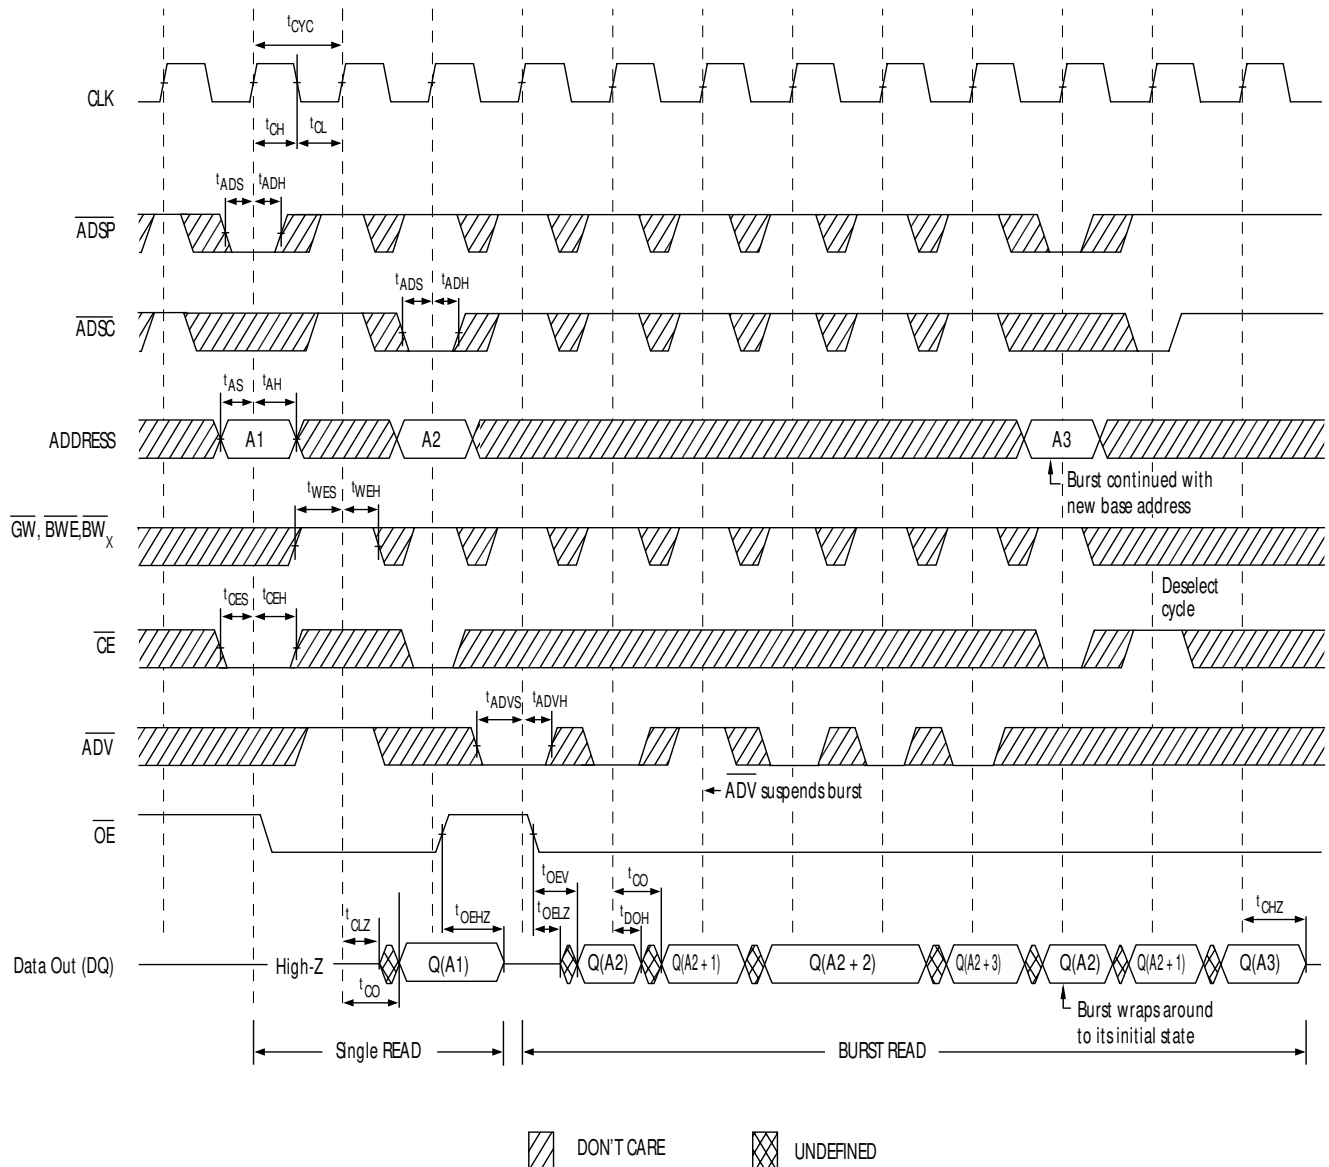 tCYC
CLK
tCH
tCL
tADS
tADH
ADSP
tADS
tADH
ADSC
tAS
tAH
ADDRESS
A1
A2
A3
Burst continued with
new base address
tWES
tWEH
GW, BWE,BWX
Deselect
cycle
tCES
tCEH
CE
tADVS
tADVH
ADV
ADV suspends burst
OE
tOEV
tCO
tCLZ
tOEHZ
tOELZ
tDOH
tCHZ
Data Out (DQ)
High-Z
Q(A1)
Q(A2)
Q(A2 + 1)
Q(A2 + 2)
Q(A2 + 3)
Q(A2)
Q(A2 + 1)
Q(A3)
tCO
Burst wraps around
to its initial state
Single READ
BURST READ
DON'T CARE
UNDEFINED